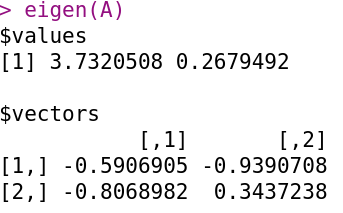 > eigen(A)
$values
[1] 3.7320508 0.2679492

$vectors
           [,1]       [,2]
[1,] -0.5906905 -0.9390708
[2,] -0.8068982  0.3437238